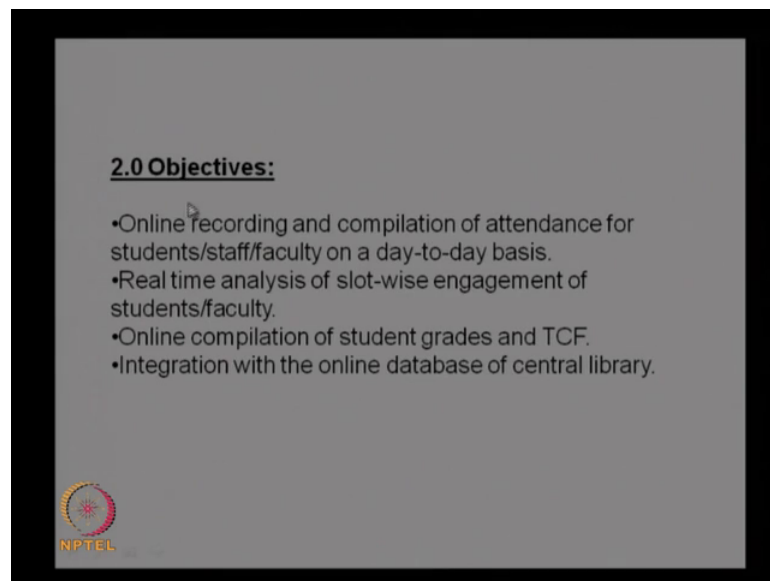 2.0 Objectives:
•Online recording and compilation of attendance for
students/staff/faculty on a day-to-day basis.
•Real time analysis of slot-wise engagement of
students/faculty.
•Online compilation of student grades and TCF.
•Integration with the online database of central library.
NPTEL